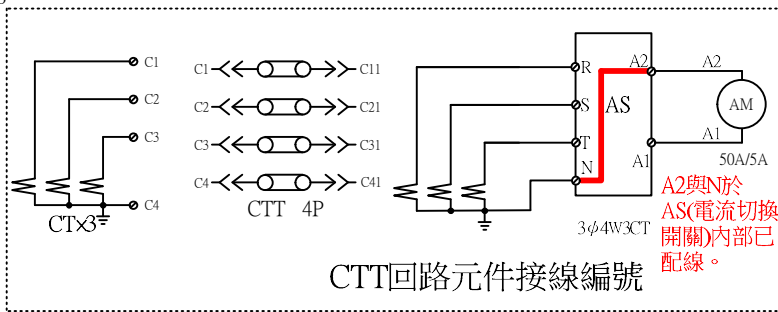 C1
C2
C3
C4
CTx3
C1 C11
C2 C21
C3 C31
C4 C41
CTT 4P
R
S
T
N
A2
AS
A1
3φ4W3CT
A2
AM
A1
50A/5A
A2與N於
AS(電流切換
開關)內部已
配線。
CTT回路元件接線編號